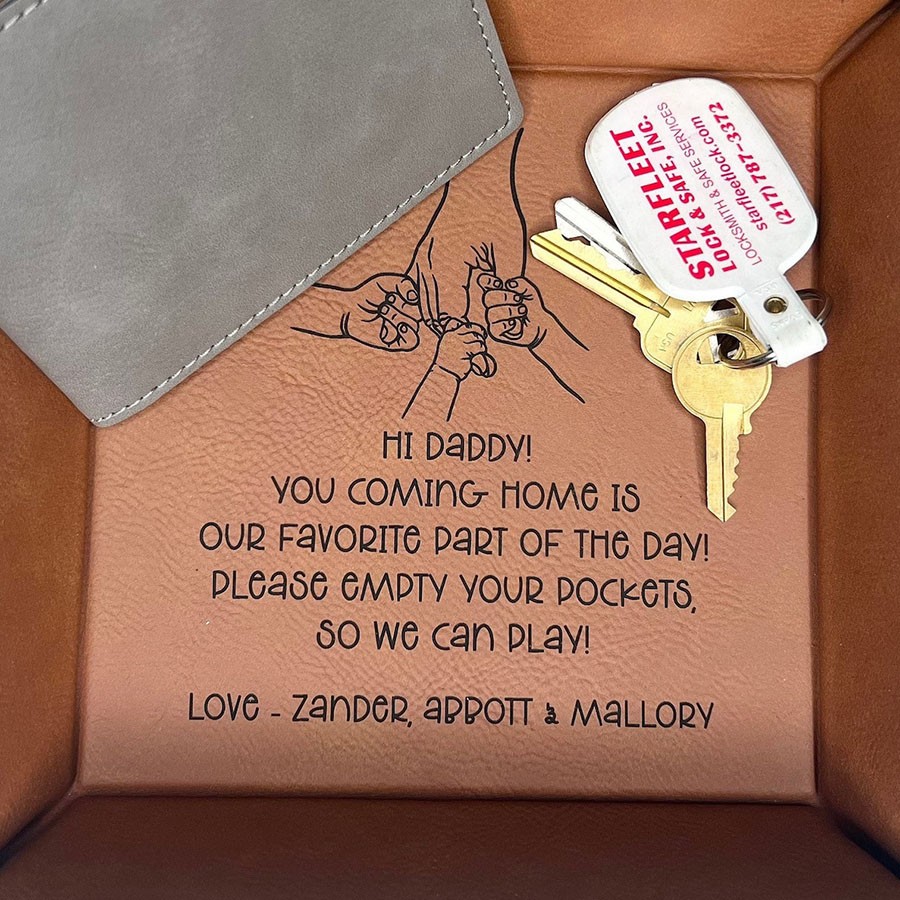 STARFLEET
LOCK & SAFE, INC.
LOCKSMITH & SAFE SERVICES
starfleetlock.com
(217) 787-3372
HI DADDY!
YOU COMING HOME IS
OUR FAVORITE PART OF THE DAY!
PLEASE EMPTY YOUR POCKETS,
SO WE CAN PLAY!
LOVE - ZANDER, ABBOTT & MALLORY